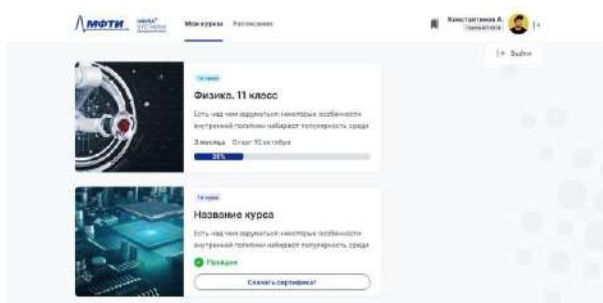 МФТИ
Мои курсы Расписание
Константинов А.
Выйти
Физика. 11 класс
Есть над чем задуматься: некоторые особенности
внутренней политики набирают популярность среди
3 месяца Старт 10 октября
35%
Название курса
Есть над чем задуматься: некоторые особенности
внутренней политики набирают популярность среди
Пройден
Скачать сертификат